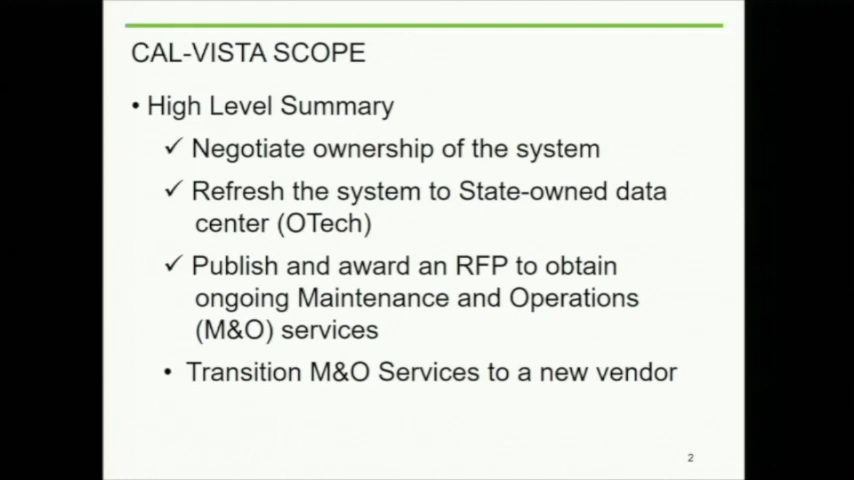 CAL-VISTA SCOPE
• High Level Summary
✓ Negotiate ownership of the system
✓ Refresh the system to State-owned data
center (OTech)
✓ Publish and award an RFP to obtain
ongoing Maintenance and Operations
(M&O) services
• Transition M&O Services to a new vendor
2